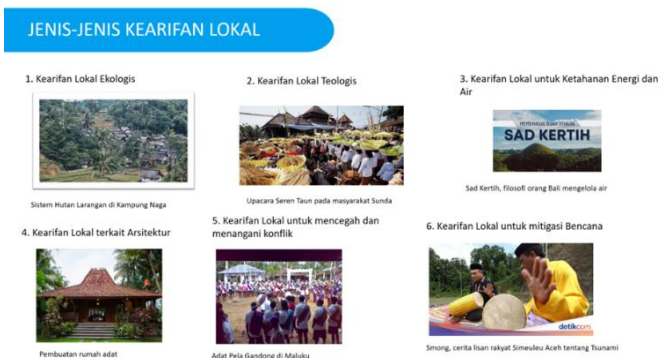 JENIS-JENIS KEARIFAN LOKAL
1. Kearifan Lokal Ekologis
Sistem Hutan Larangan di Kampung Naga
2. Kearifan Lokal Teologis
Upacara Seren Taun pada masyarakat Sunda
3. Kearifan Lokal untuk Ketahanan Energi dan
Air
SAD KERTIH
Sad Kertih, filosofi orang Bali mengelola air
4. Kearifan Lokal terkait Arsitektur
Pembuatan rumah adat
5. Kearifan Lokal untuk mencegah dan
menangani konflik
Adat Pela Gandong di Maluku
6. Kearifan Lokal untuk mitigasi Bencana
detikcom
Smong, cerita lisan rakyat Simeuleu Aceh tentang Tsunami